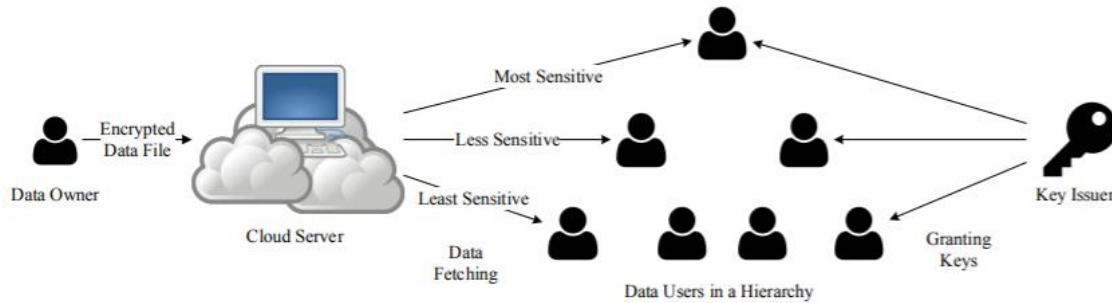 Most Sensitive
Encrypted
Data File
Less Sensitive
Data Owner
Least Sensitive
Key Issuer
Cloud Server
Data
Fetching
Granting
Keys
Data Users in a Hierarchy